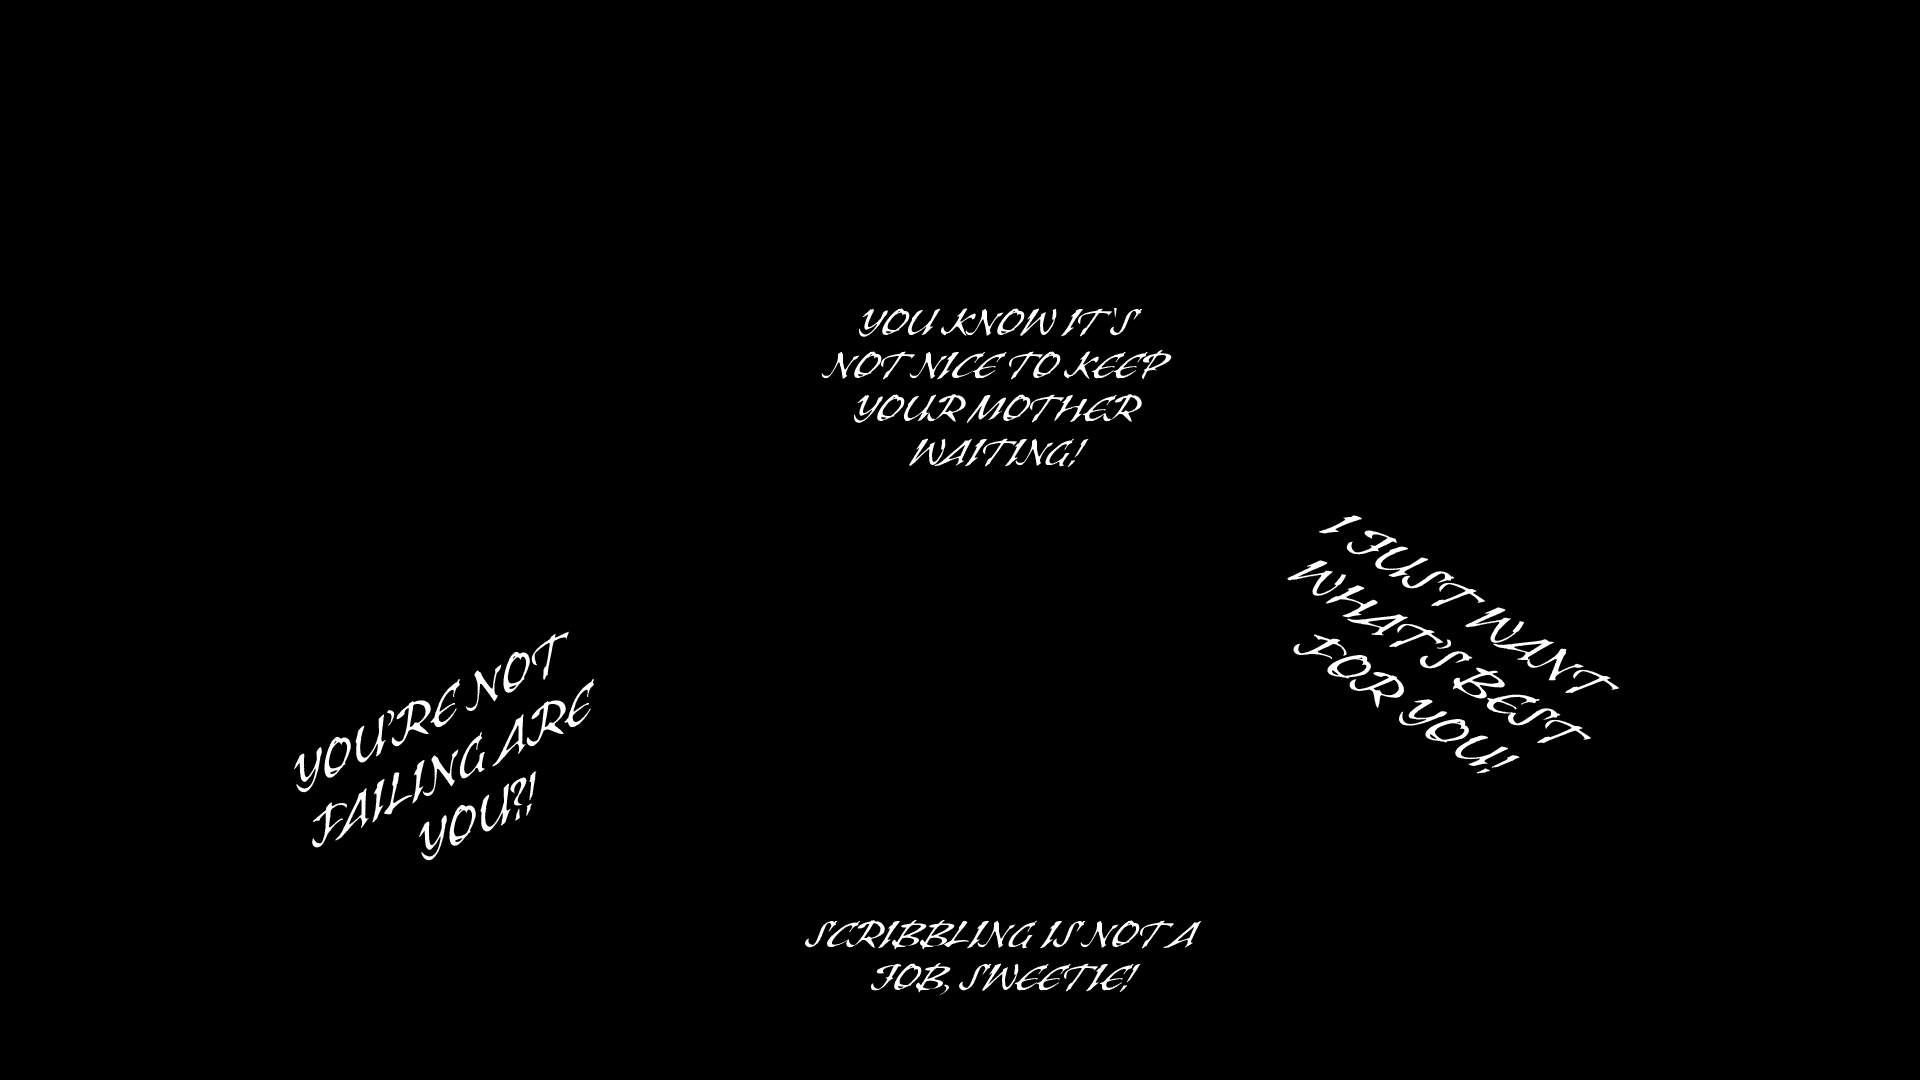 YOU KNOW IT'S
NOT NICE TO KEEP
YOUR MOTHER
WAITING!
I JUST WANT
WHAT'S BEST
FOR YOU!
YOU'RE NOT
FAILING ARE
YOU?!
SCRIBBLING IS NOT A
JOB, SWEETIE!